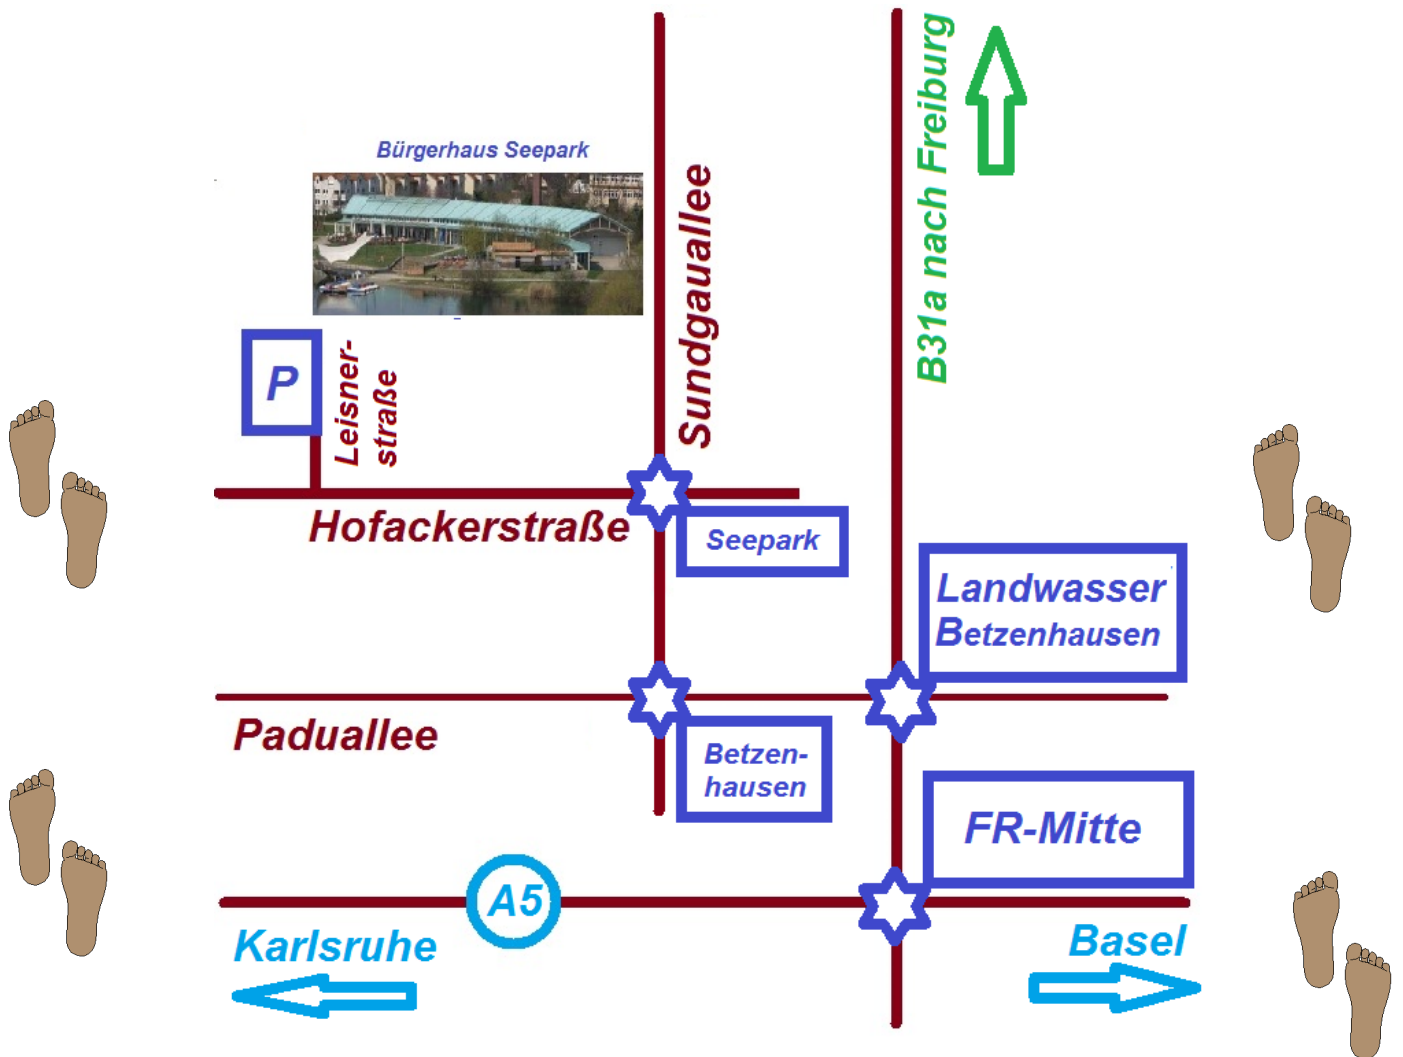 Bürgerhaus Seepark
Sundgauallee
B31a nach Freiburg
P
Leisner-
straße
Hofackerstraße
Seepark
Landwasser
Betzenhausen
Paduallee
Betzen-
hausen
FR-Mitte
A5
Karlsruhe
Basel